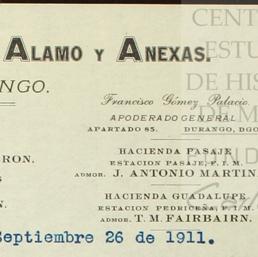 CENT
ESTU
DE HIS
DE M
ALAMO Y ANEXAS.
NGO.
Francisco Gómez Palacio.
APODERADO GENERAL
APARTADO 85. DURANGO, DGO
HACIENDA PASAJE
ESTACION PASAJE, F. I. M.
RON. ADMOR. J. ANTONIO MARTIN
HACIENDA GUADALUPE
ESTACION PEDRICEÑA, F. I. M
N. ADMOR. T. M. FAIRBAIRN.
Septiembre 26 de 1911.